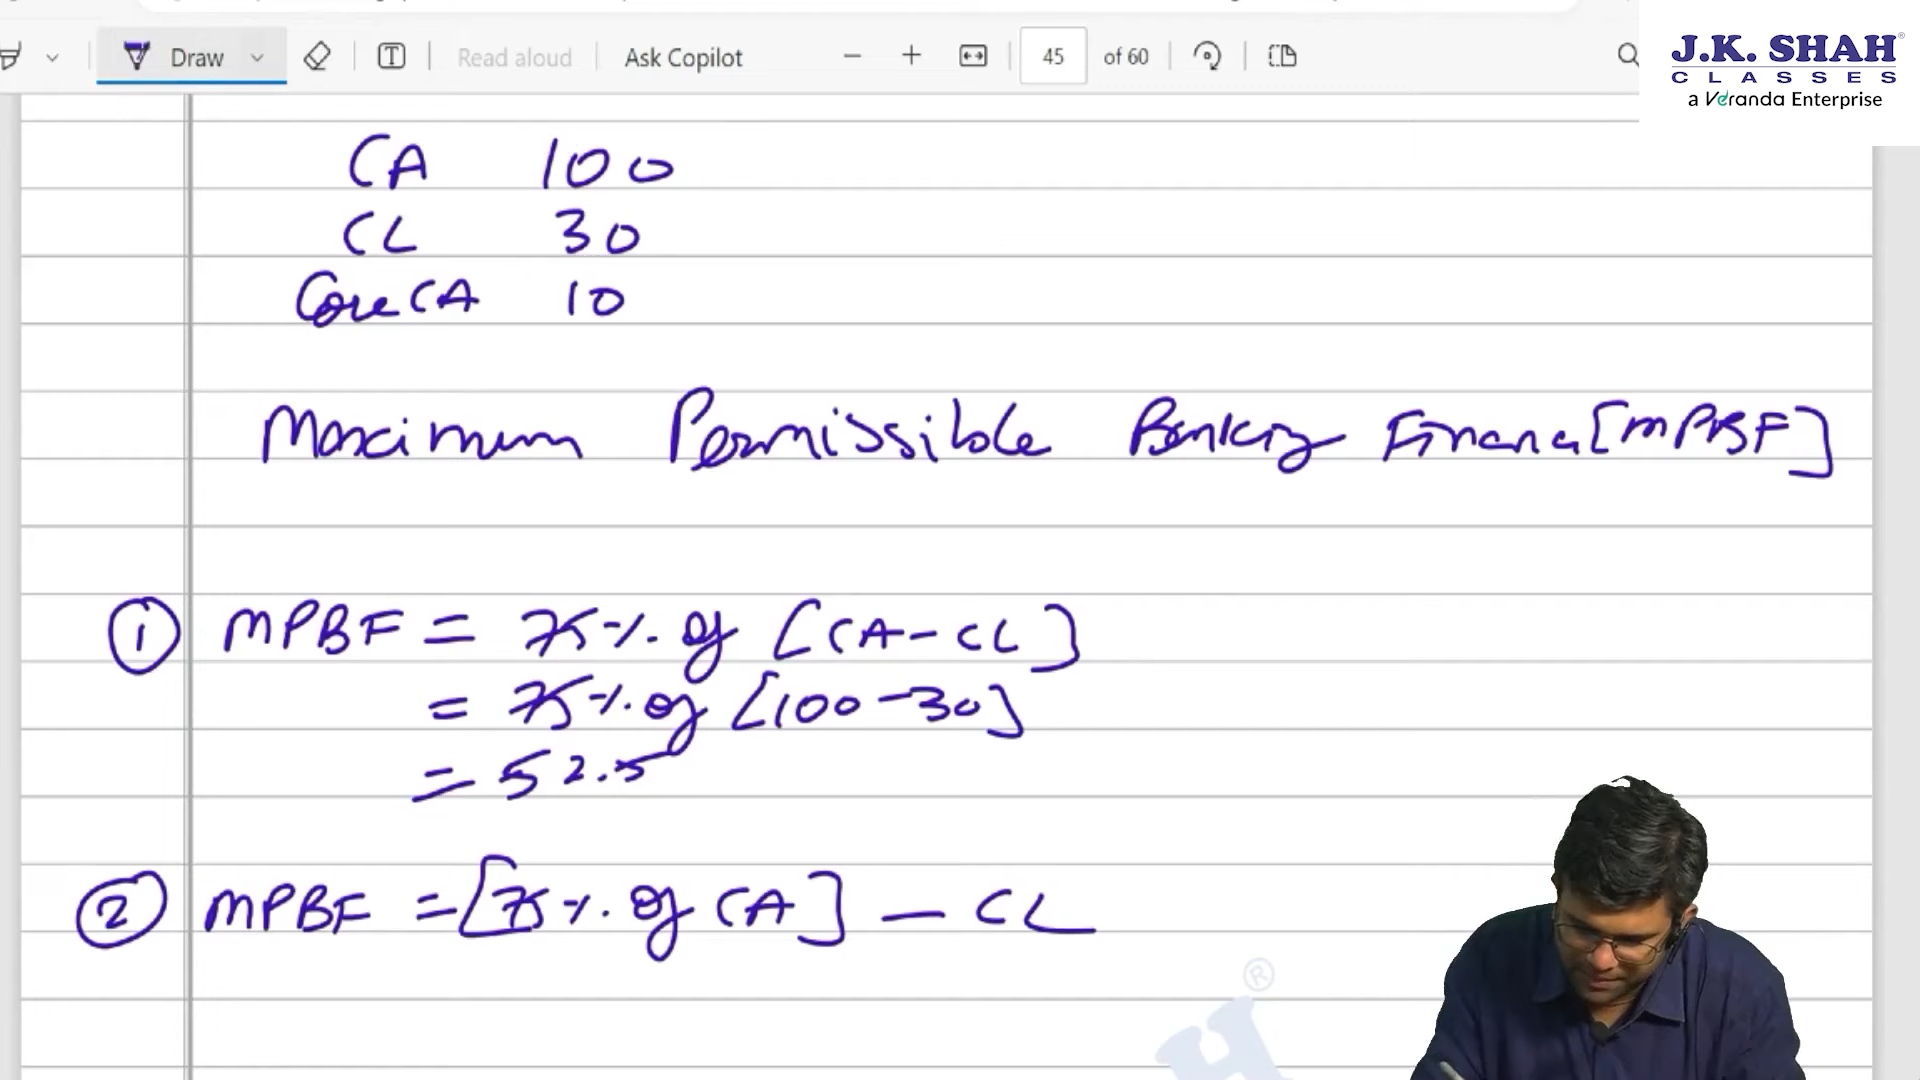 Draw
Read aloud
Ask Copilot
45 of 60
J.K. SHAH®
CLASSES
a Veranda Enterprise
CA 100
CL 30
Core CA 10
Maximum Permissible Banking Finance [MPBF]
① MPBF = 75% of [CA - CL]
= 75% of [100 - 30]
= 52.5
② MPBF = [75% of CA] - CL
H®